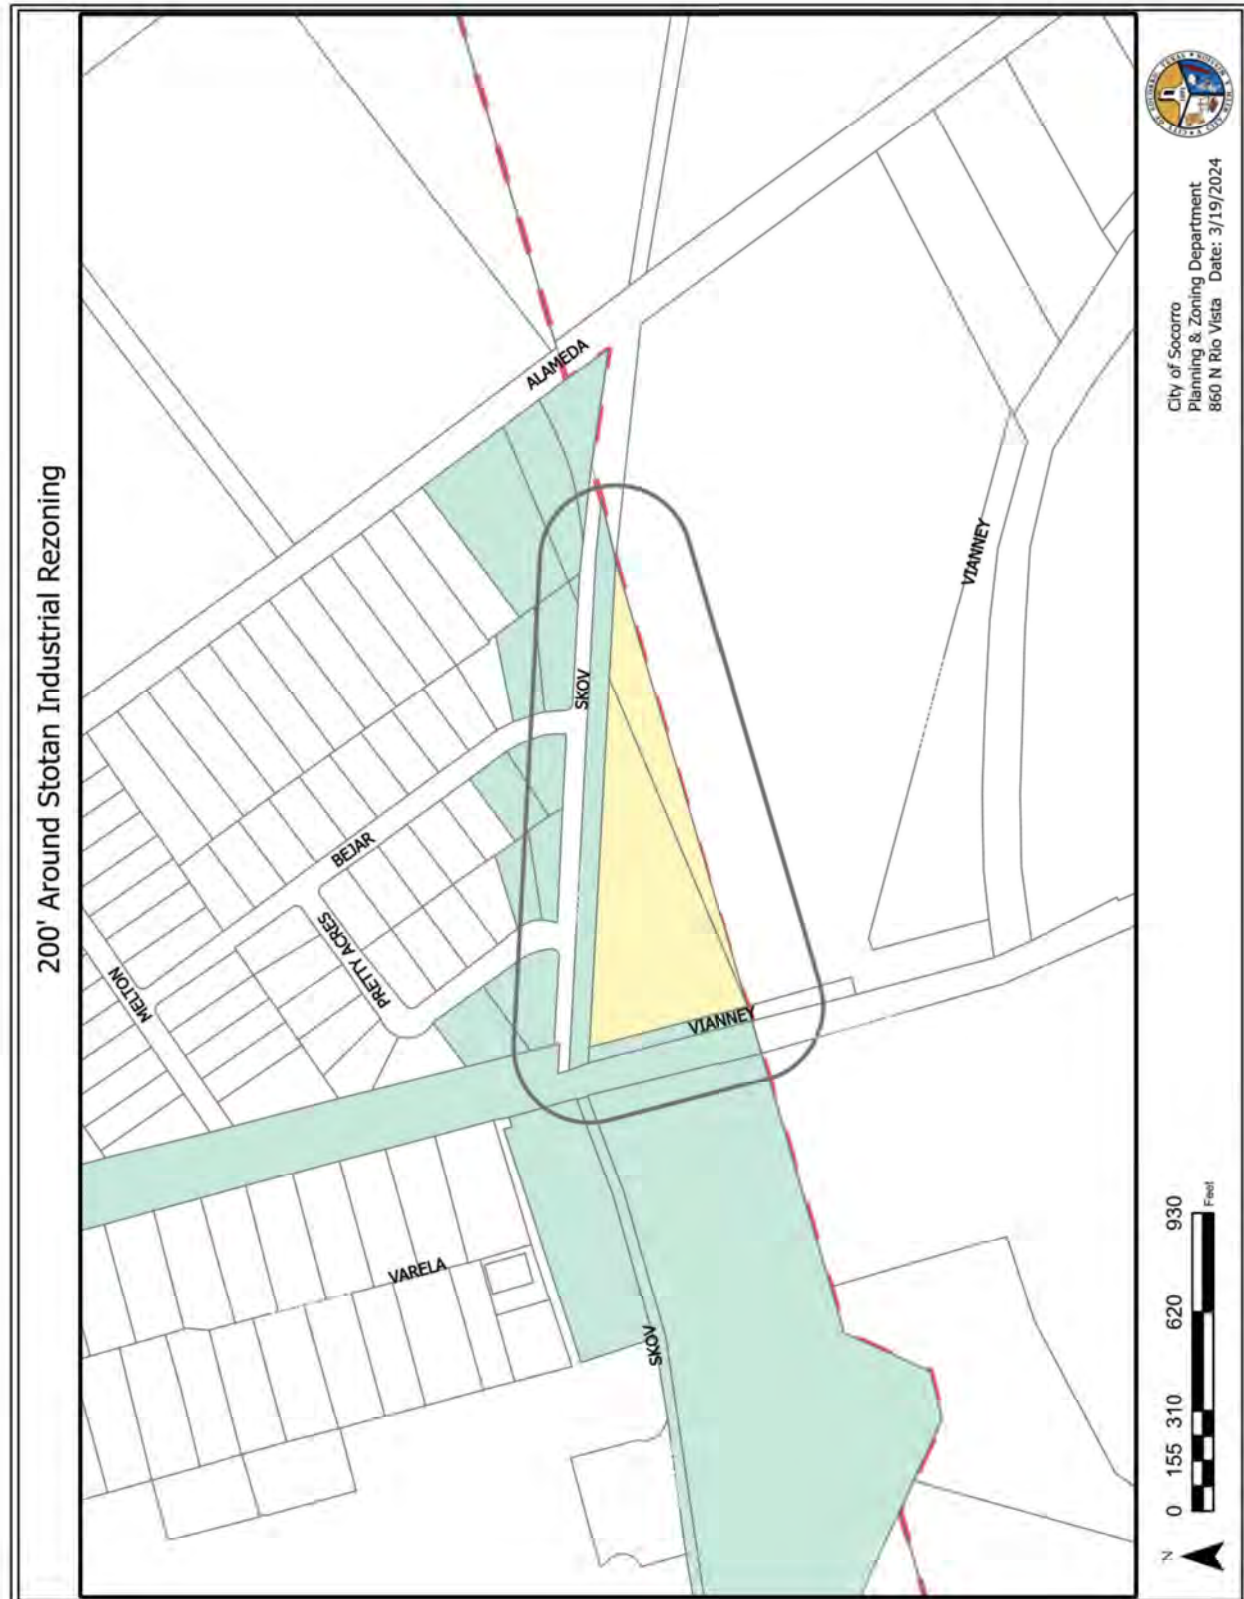 200' Around Stotan Industrial Rezoning
ALAMEDA
SKOV
VIANNEY
BEJAR
PRETTY ACRES
MELTON
VIANNEY
VARELA
SKOV
City of Socorro
Planning & Zoning Department
860 N Rio Vista Date: 3/19/2024
N
0 155 310 620 930
Feet